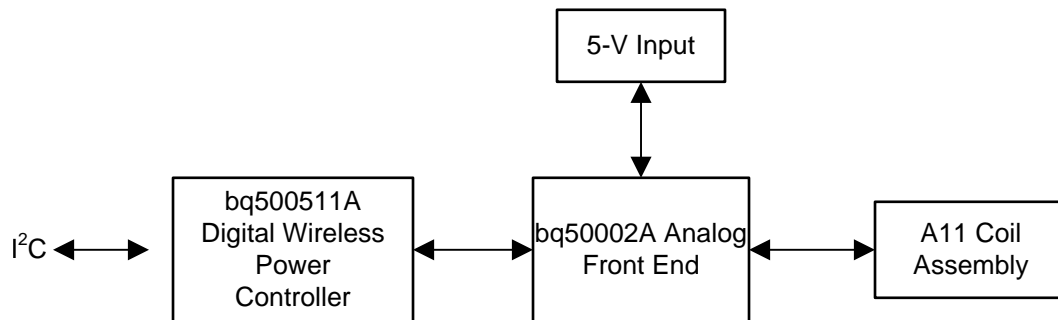 5-V Input
I²C
bq500511A
Digital Wireless
Power
Controller
bq50002A Analog
Front End
A11 Coil
Assembly